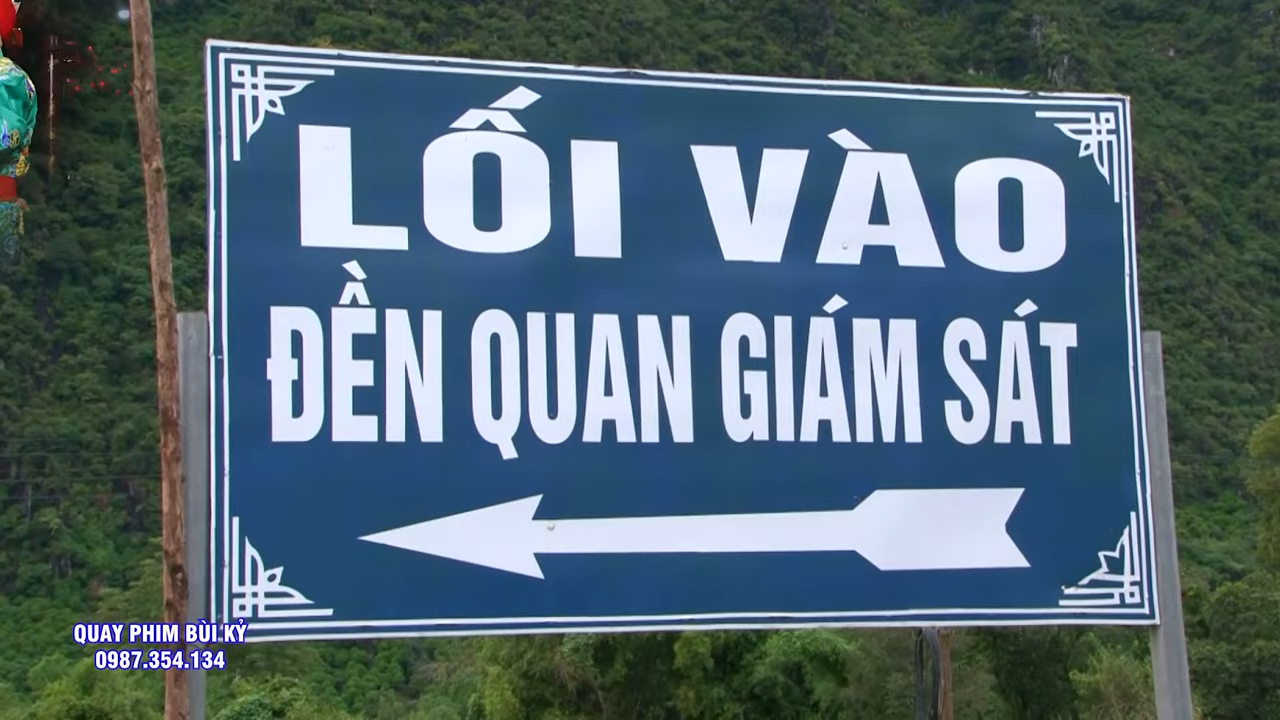 LỐI VÀO
ĐỀN QUAN GIÁM SÁT
QUAY PHIM BÙI KỶ
0987.354.134